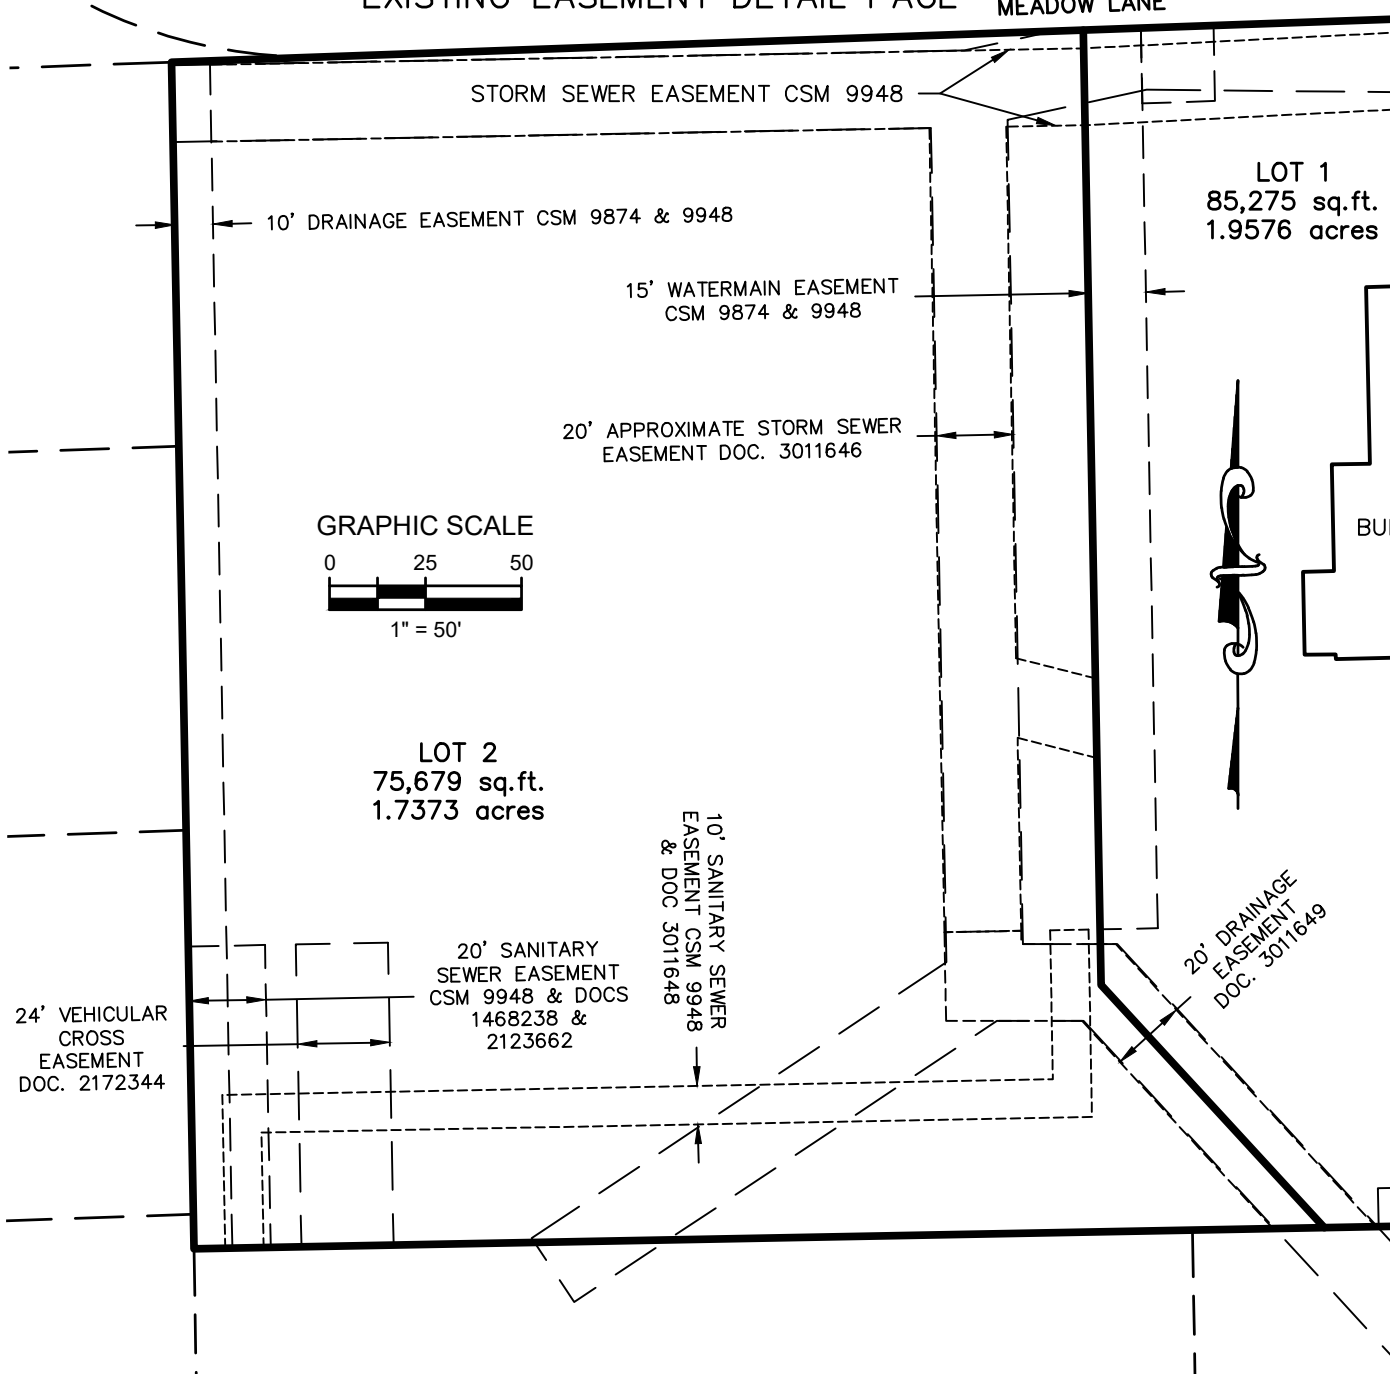 EXISTING EASEMENT DETAIL PAGE
MEADOW LANE
STORM SEWER EASEMENT CSM 9948
LOT 1
85,275 sq.ft.
1.9576 acres
10' DRAINAGE EASEMENT CSM 9874 & 9948
15' WATERMAIN EASEMENT
CSM 9874 & 9948
20' APPROXIMATE STORM SEWER
EASEMENT DOC. 3011646
GRAPHIC SCALE
0 25 50
1" = 50'
BUI
LOT 2
75,679 sq.ft.
1.7373 acres
10' SANITARY SEWER
EASEMENT CSM 9948
& DOC 3011648
20' DRAINAGE
EASEMENT
DOC. 3011649
20' SANITARY
SEWER EASEMENT
CSM 9948 & DOCS
1468238 &
2123662
24' VEHICULAR
CROSS
EASEMENT
DOC. 2172344